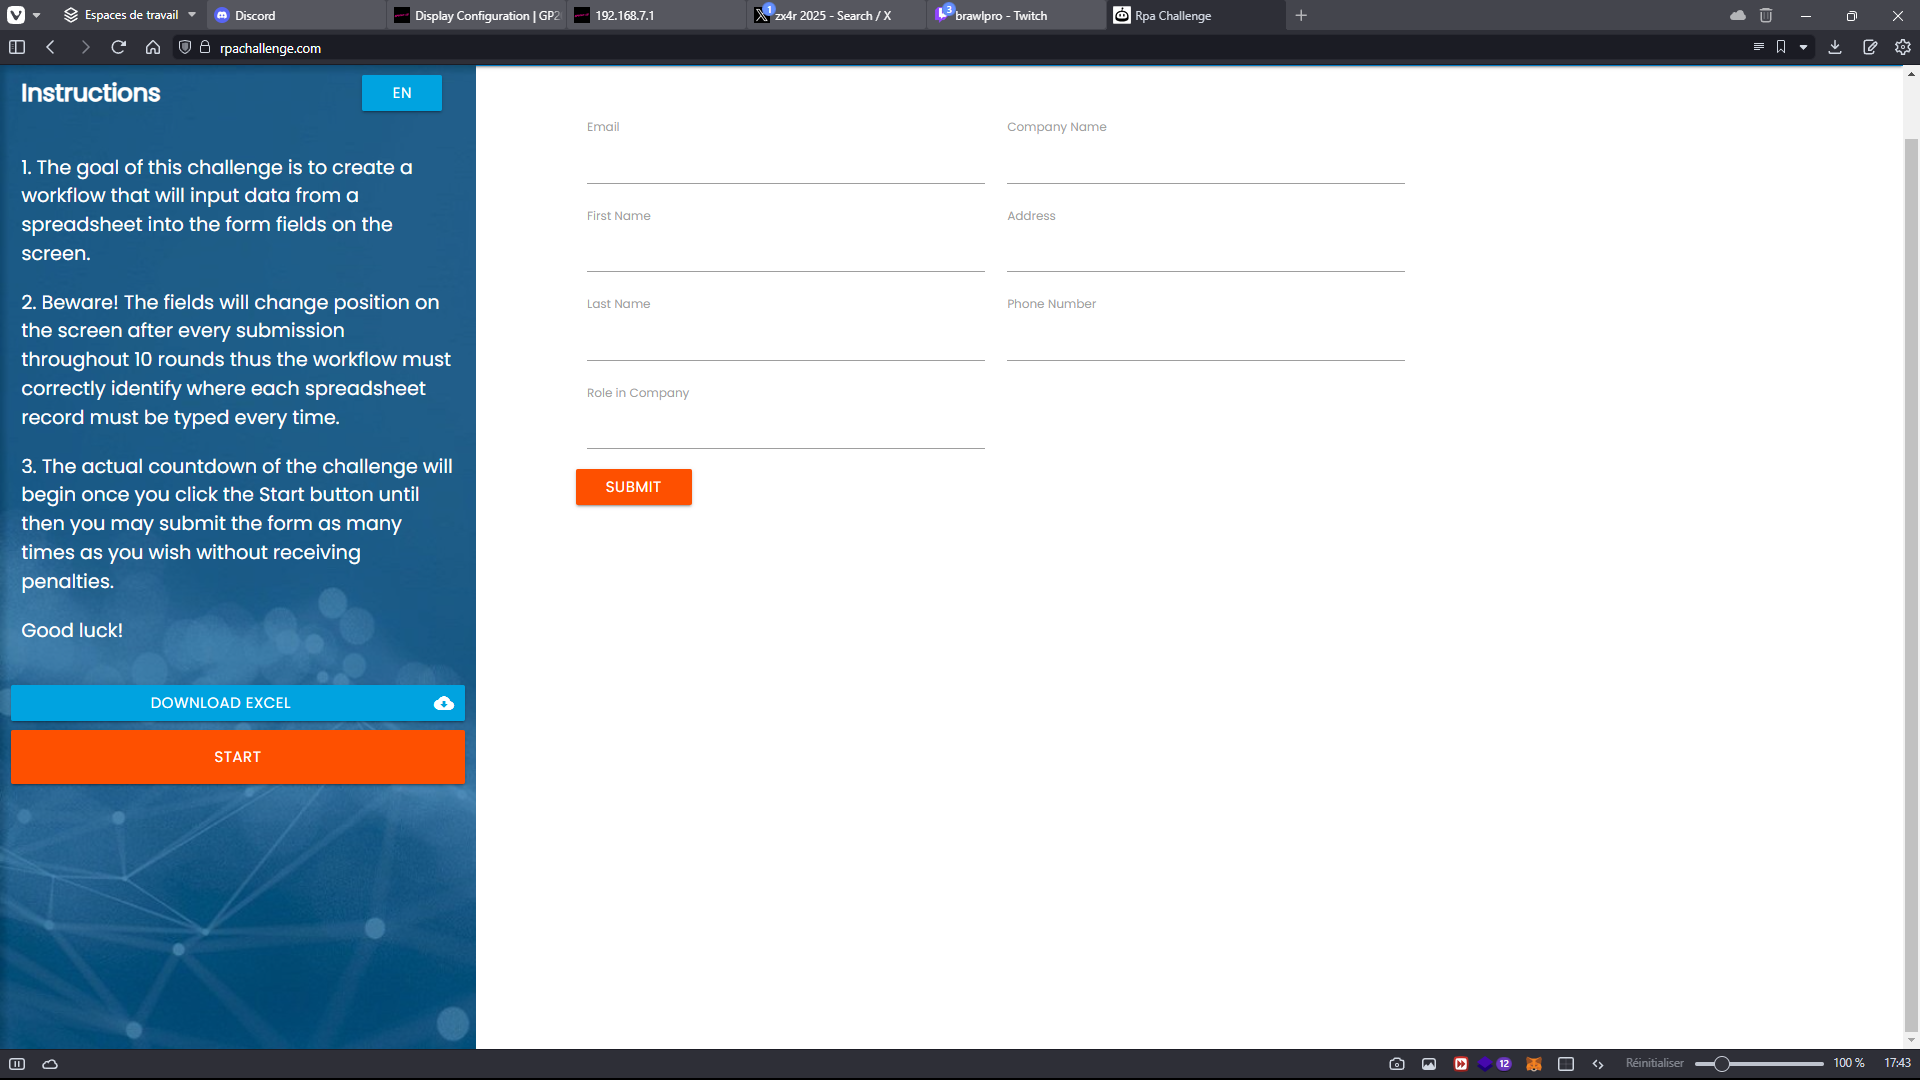 Espaces de travail
Discord
Display Configuration | GP2
192.168.7.1
1
zx4r 2025 - Search / X
3
brawlpro - Twitch
Rpa Challenge
rpachallenge.com
Instructions
EN
1. The goal of this challenge is to create a
workflow that will input data from a
spreadsheet into the form fields on the
screen.
2. Beware! The fields will change position on
the screen after every submission
throughout 10 rounds thus the workflow must
correctly identify where each spreadsheet
record must be typed every time.
3. The actual countdown of the challenge will
begin once you click the Start button until
then you may submit the form as many
times as you wish without receiving
penalties.
Good luck!
DOWNLOAD EXCEL
START
Email
Company Name
First Name
Address
Last Name
Phone Number
Role in Company
SUBMIT
12
Réinitialiser
100 %
17:43